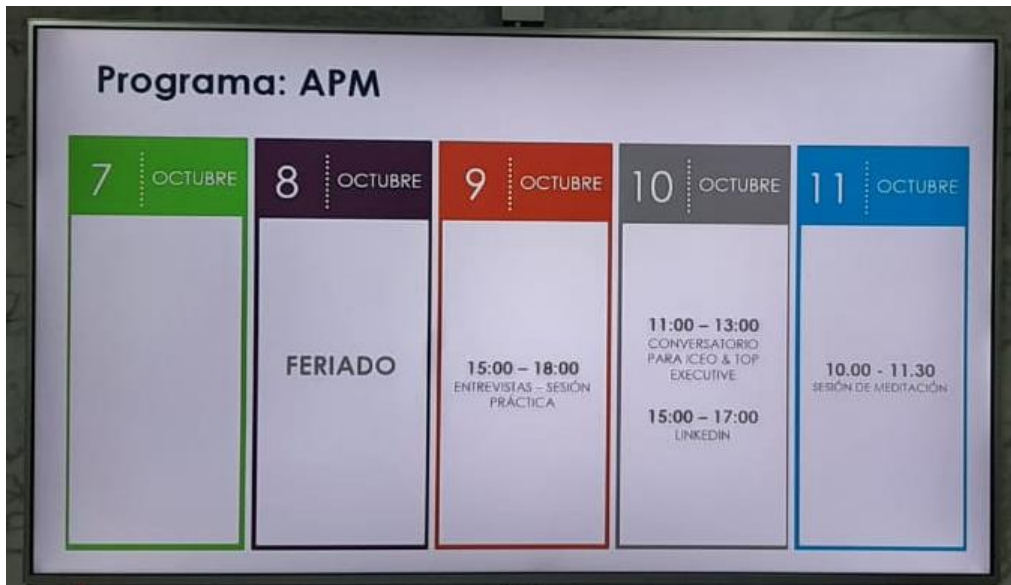 Programa: APM
7 OCTUBRE
8 OCTUBRE
FERIADO
9 OCTUBRE
15:00 – 18:00
ENTREVISTAS – SESIÓN
PRÁCTICA
10 OCTUBRE
11:00 – 13:00
CONVERSATORIO
PARA ICEO & TOP
EXECUTIVE
15:00 – 17:00
LINKEDIN
11 OCTUBRE
10.00 - 11.30
SESIÓN DE MEDITACIÓN